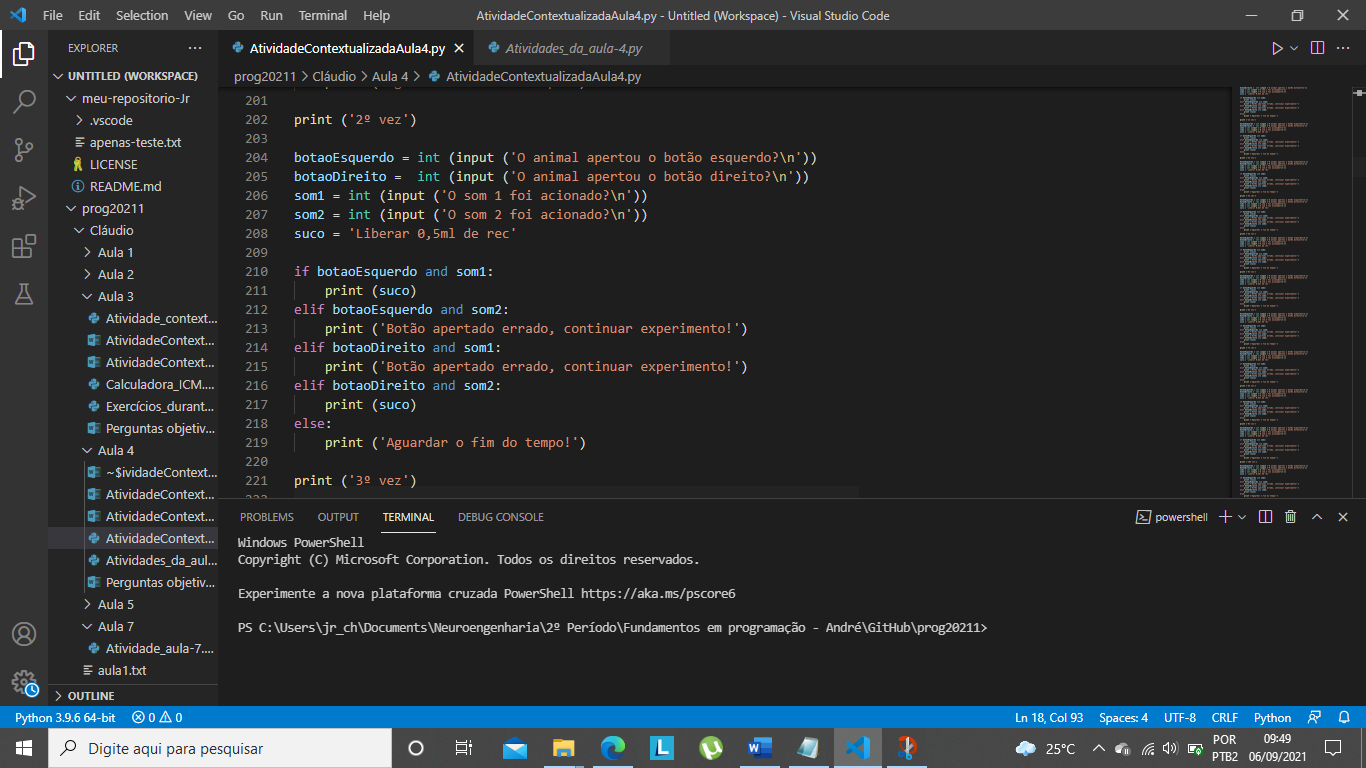 File Edit Selection View Go Run Terminal Help
AtividadeContextualizadaAula4.py - Untitled (Workspace) - Visual Studio Code
EXPLORER
UNTITLED (WORKSPACE)
meu-repositorio-Jr
.vscode
apenas-teste.txt
LICENSE
README.md
prog20211
Cláudio
Aula 1
Aula 2
Aula 3
Atividade_context...
AtividadeContext...
AtividadeContext...
Calculadora_ICM....
Exercícios_durant...
Perguntas objetiv...
Aula 4
~$ividadeContext...
AtividadeContext...
AtividadeContext...
AtividadeContext...
Atividades_da_aul...
Perguntas objetiv...
Aula 5
Aula 7
Atividade_aula-7....
aula1.txt
OUTLINE
AtividadeContextualizadaAula4.py
Atividades_da_aula-4.py
prog20211 > Cláudio > Aula 4 > AtividadeContextualizadaAula4.py
201
202 print ('2º vez')
203
204 botaoEsquerdo = int (input ('O animal apertou o botão esquerdo?\n'))
205 botaoDireito =  int (input ('O animal apertou o botão direito?\n'))
206 som1 = int (input ('O som 1 foi acionado?\n'))
207 som2 = int (input ('O som 2 foi acionado?\n'))
208 suco = 'Liberar 0,5ml de rec'
209
210 if botaoEsquerdo and som1:
211     print (suco)
212 elif botaoEsquerdo and som2:
213     print ('Botão apertado errado, continuar experimento!')
214 elif botaoDireito and som1:
215     print ('Botão apertado errado, continuar experimento!')
216 elif botaoDireito and som2:
217     print (suco)
218 else:
219     print ('Aguardar o fim do tempo!')
220
221 print ('3º vez')
PROBLEMS OUTPUT TERMINAL DEBUG CONSOLE
powershell
Windows PowerShell
Copyright (C) Microsoft Corporation. Todos os direitos reservados.
Experimente a nova plataforma cruzada PowerShell https://aka.ms/pscore6
PS C:\Users\jr_ch\Documents\Neuroengenharia\2º Período\Fundamentos em programação - André\GitHub\prog20211>
Python 3.9.6 64-bit 0 0
Ln 18, Col 93 Spaces: 4 UTF-8 CRLF Python
Digite aqui para pesquisar
L
25°C
POR
PTB2
09:49
06/09/2021